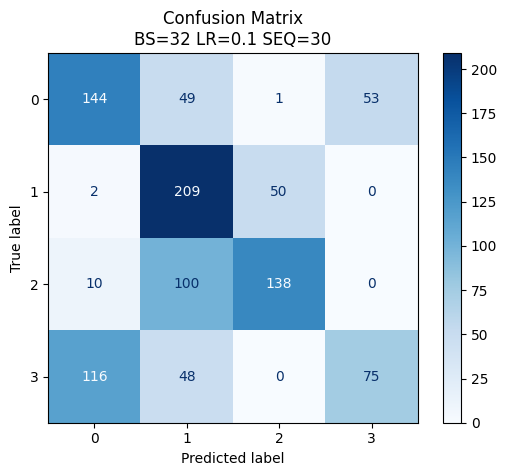 Confusion Matrix
BS=32 LR=0.1 SEQ=30
0 144 49 1 53
1 2 209 50 0
2 10 100 138 0
3 116 48 0 75
0 1 2 3
Predicted label
True label
200
175
150
125
100
75
50
25
0